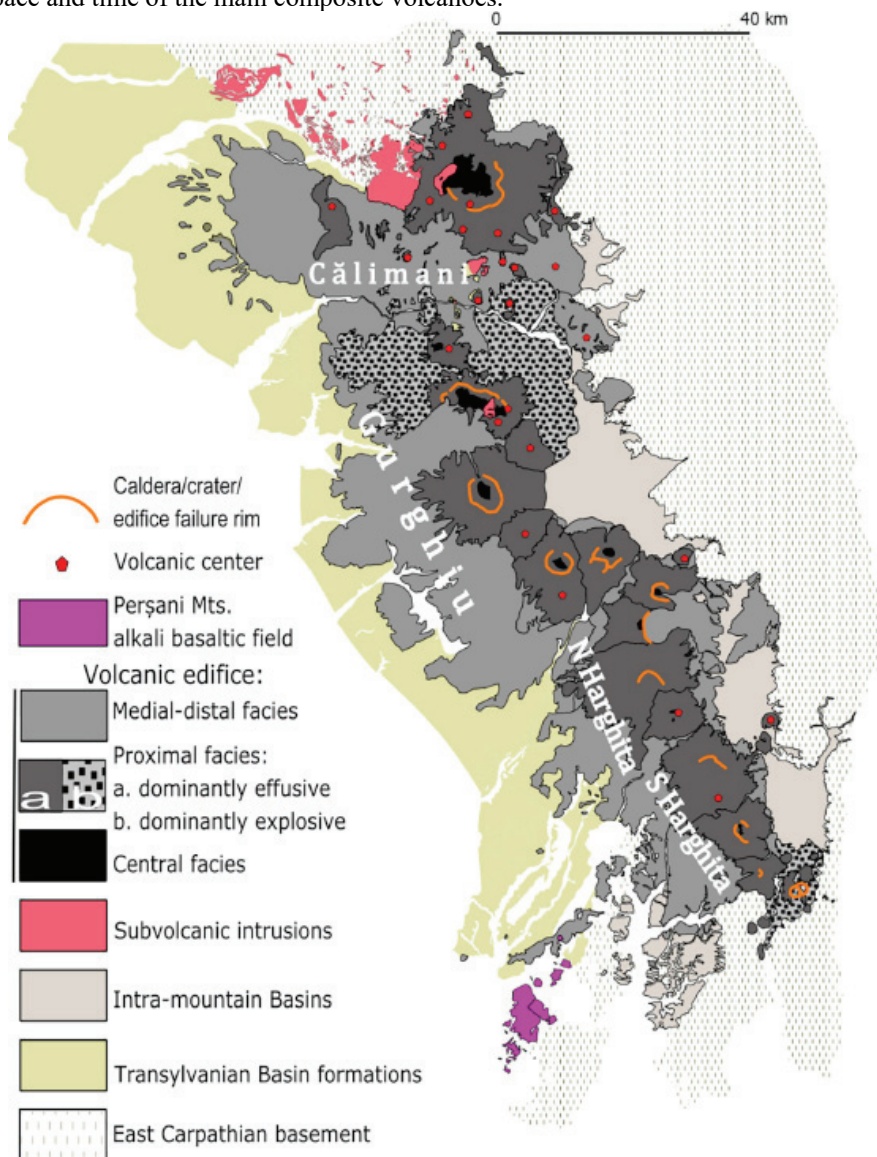 space and time of the main composite volcanoes.
0 40 km
Călimani
Gurghiu
N Harghita
S Harghita
Caldera/crater/
edifice failure rim
Volcanic center
Perșani Mts.
alkali basaltic field
Volcanic edifice:
Medial-distal facies
Proximal facies:
a b
a. dominantly effusive
b. dominantly explosive
Central facies
Subvolcanic intrusions
Intra-mountain Basins
Transylvanian Basin formations
East Carpathian basement